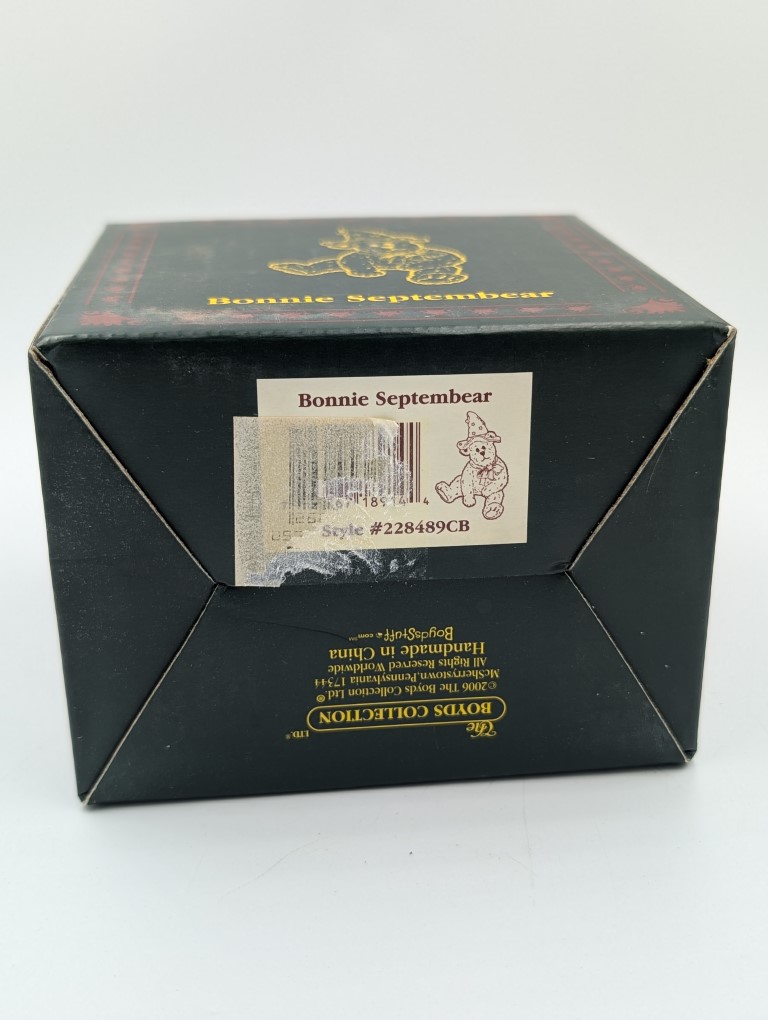 Bonnie Septembear
Bonnie Septembear
Style #228489CB
BoydsStuff.com™
Handmade in China
All Rights Reserved Worldwide
McSherrystown, Pennsylvania 17344
©2006 The Boyds Collection Ltd®
The
BOYDS COLLECTION
LTD.®